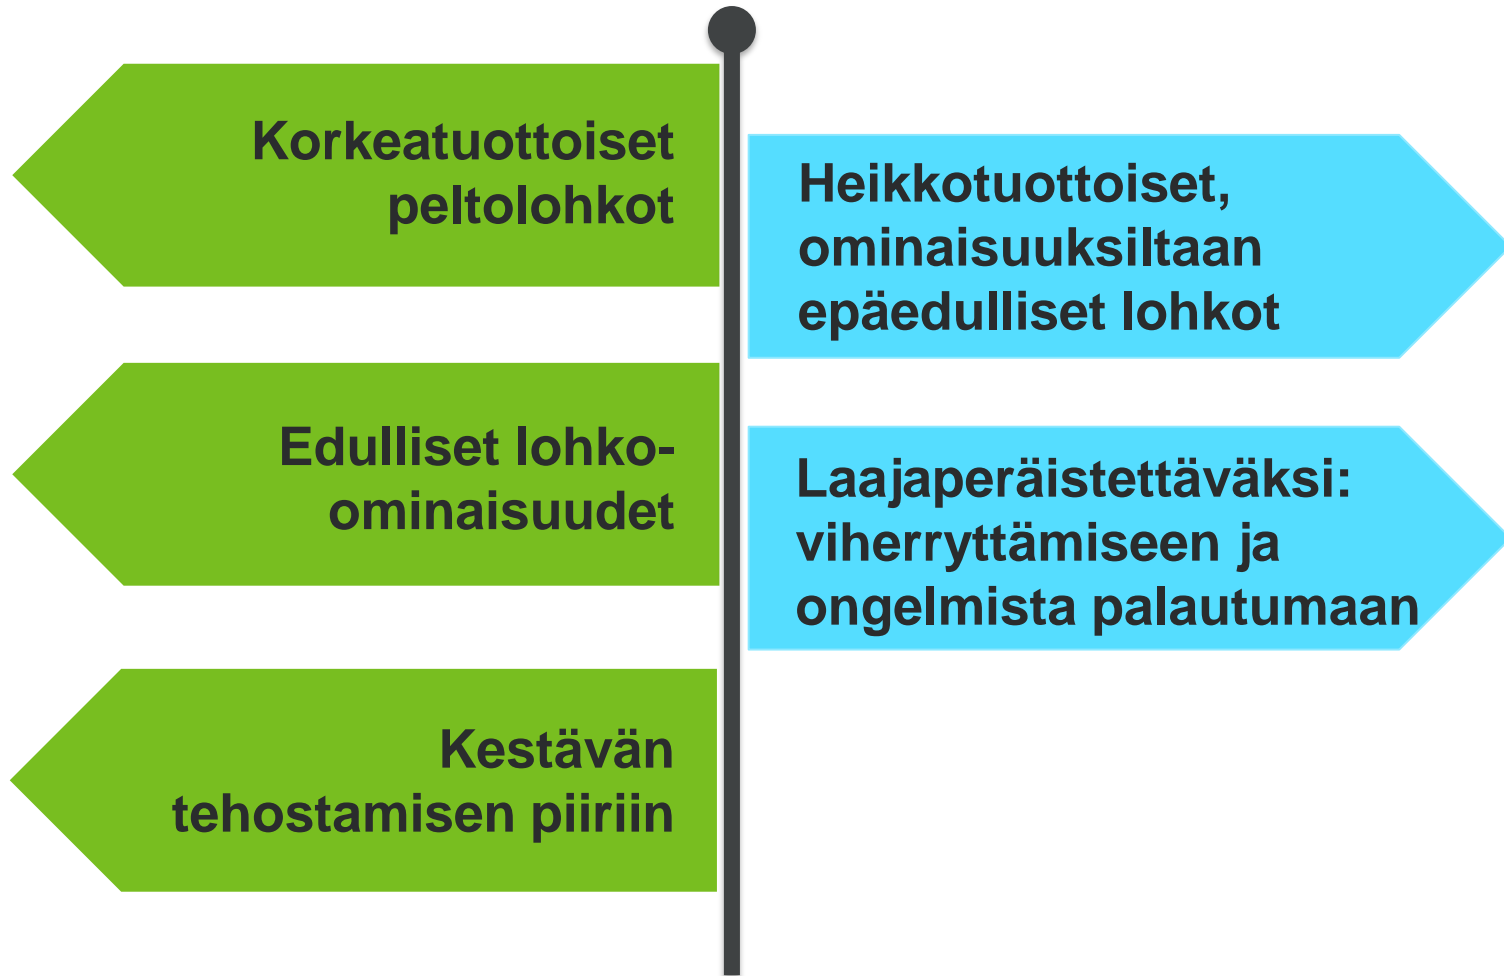 Korkeatuottoiset
peltolohkot
Edulliset lohko-
ominaisuudet
Kestävän
tehostamisen piiriin
Heikkotuottoiset,
ominaisuuksiltaan
epäedulliset lohkot
Laajaperäistettäväksi:
viherryttämiseen ja
ongelmista palautumaan